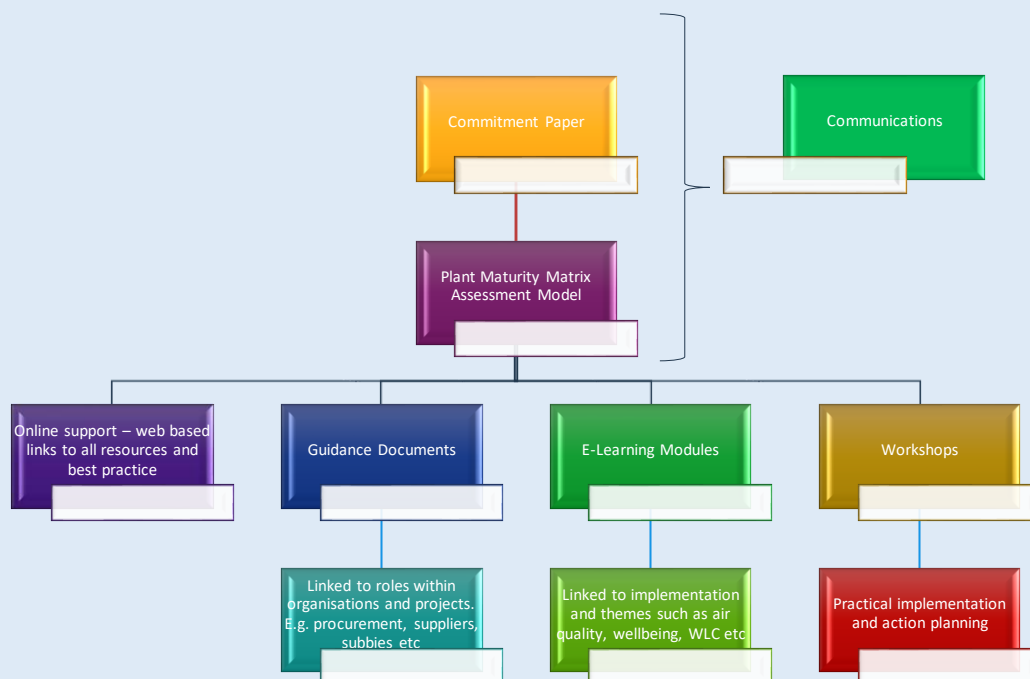 Commitment Paper
Communications
Plant Maturity Matrix
Assessment Model
Online support – web based
links to all resources and
best practice
Guidance Documents
E-Learning Modules
Workshops
Linked to roles within
organisations and projects.
E.g. procurement, suppliers,
subbies etc
Linked to implementation
and themes such as air
quality, wellbeing, WLC etc
Practical implementation
and action planning